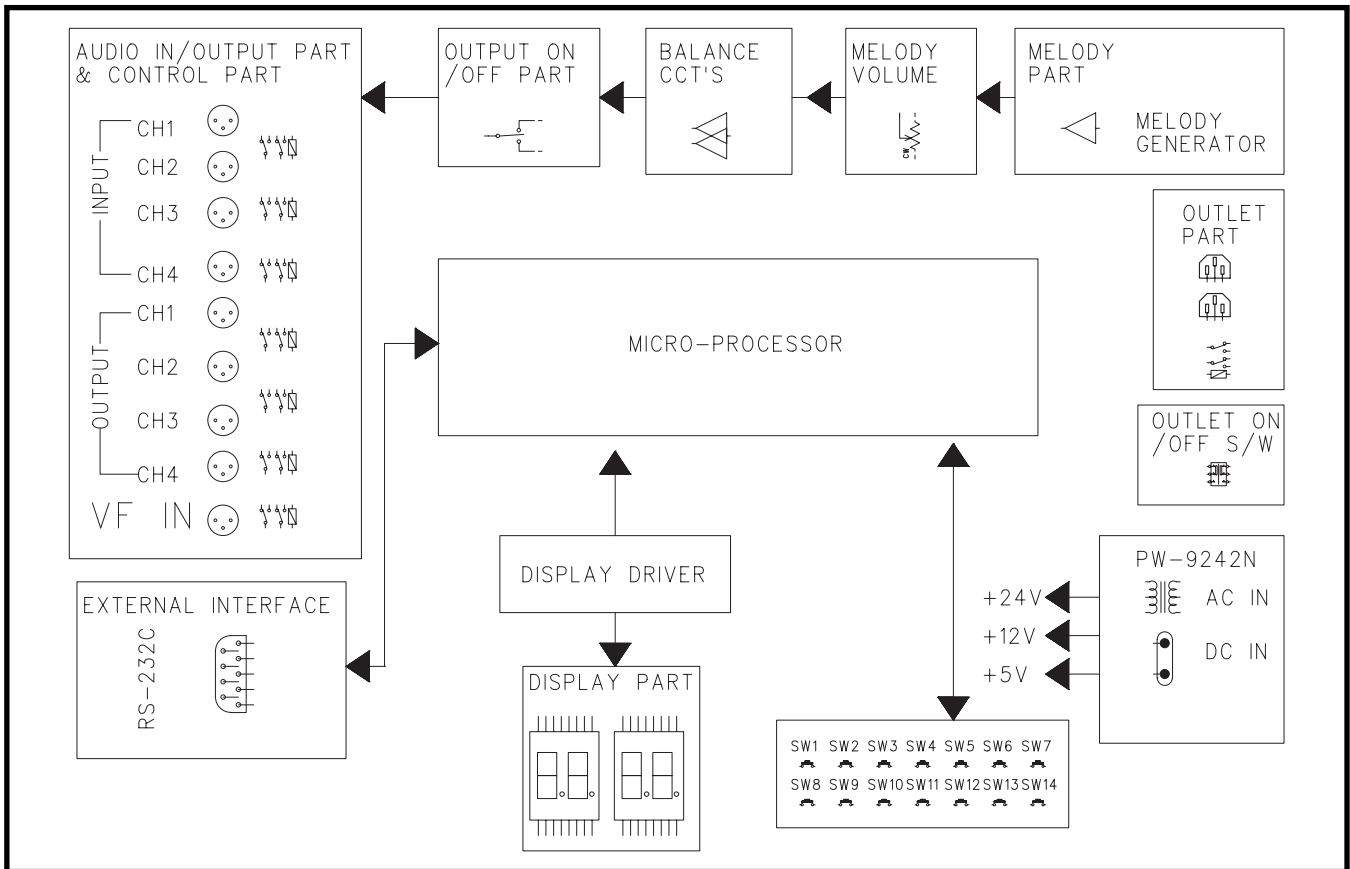 AUDIO IN/OUTPUT PART
& CONTROL PART
INPUT
CH1
CH2
CH3
CH4
OUTPUT
CH1
CH2
CH3
CH4
VF IN
OUTPUT ON
/OFF PART
BALANCE
CCT'S
MELODY
VOLUME
CW
MELODY
PART
MELODY
GENERATOR
OUTLET
PART
MICRO-PROCESSOR
OUTLET ON
/OFF S/W
DISPLAY DRIVER
PW-9242N
AC IN
DC IN
+24V
+12V
+5V
EXTERNAL INTERFACE
RS-232C
DISPLAY PART
SW1 SW2 SW3 SW4 SW5 SW6 SW7
SW8 SW9 SW10 SW11 SW12 SW13 SW14